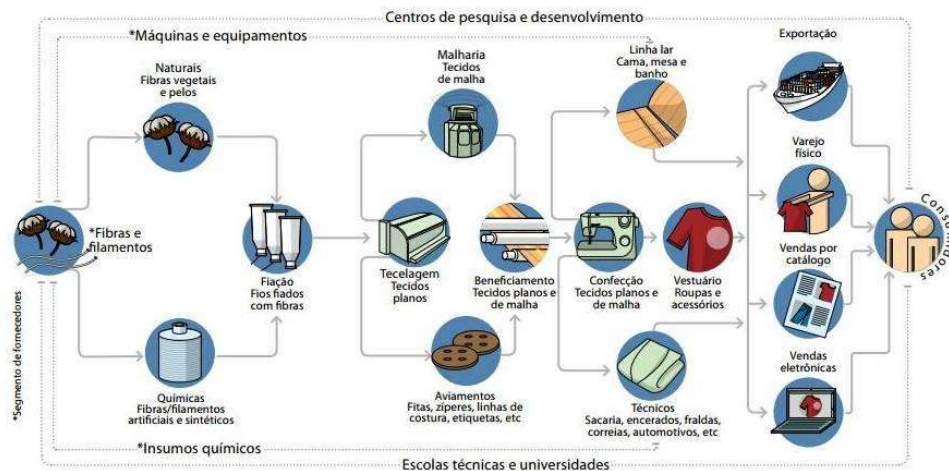 Centros de pesquisa e desenvolvimento
*Máquinas e equipamentos
Naturais
Fibras vegetais
e pelos
Malharia
Tecidos
de malha
Linha lar
Cama, mesa e
banho
Exportação
Varejo
físico
*Fibras e
filamentos
Fiação
Fios fiados
com fibras
Tecelagem
Tecidos
planos
Beneficiamento
Tecidos planos e
de malha
Confecção
Tecidos planos e
de malha
Vestuário
Roupas e
acessórios
Vendas por
catálogo
Consumidores
*Segmento de fornecedores
Químicas
Fibras/filamentos
artificiais e sintéticos
Aviamentos
Fitas, zíperes, linhas de
costura, etiquetas, etc
Técnicos
Sacaria, encerados, fraldas,
correias, automotivos, etc
Vendas
eletrônicas
*Insumos químicos
Escolas técnicas e universidades